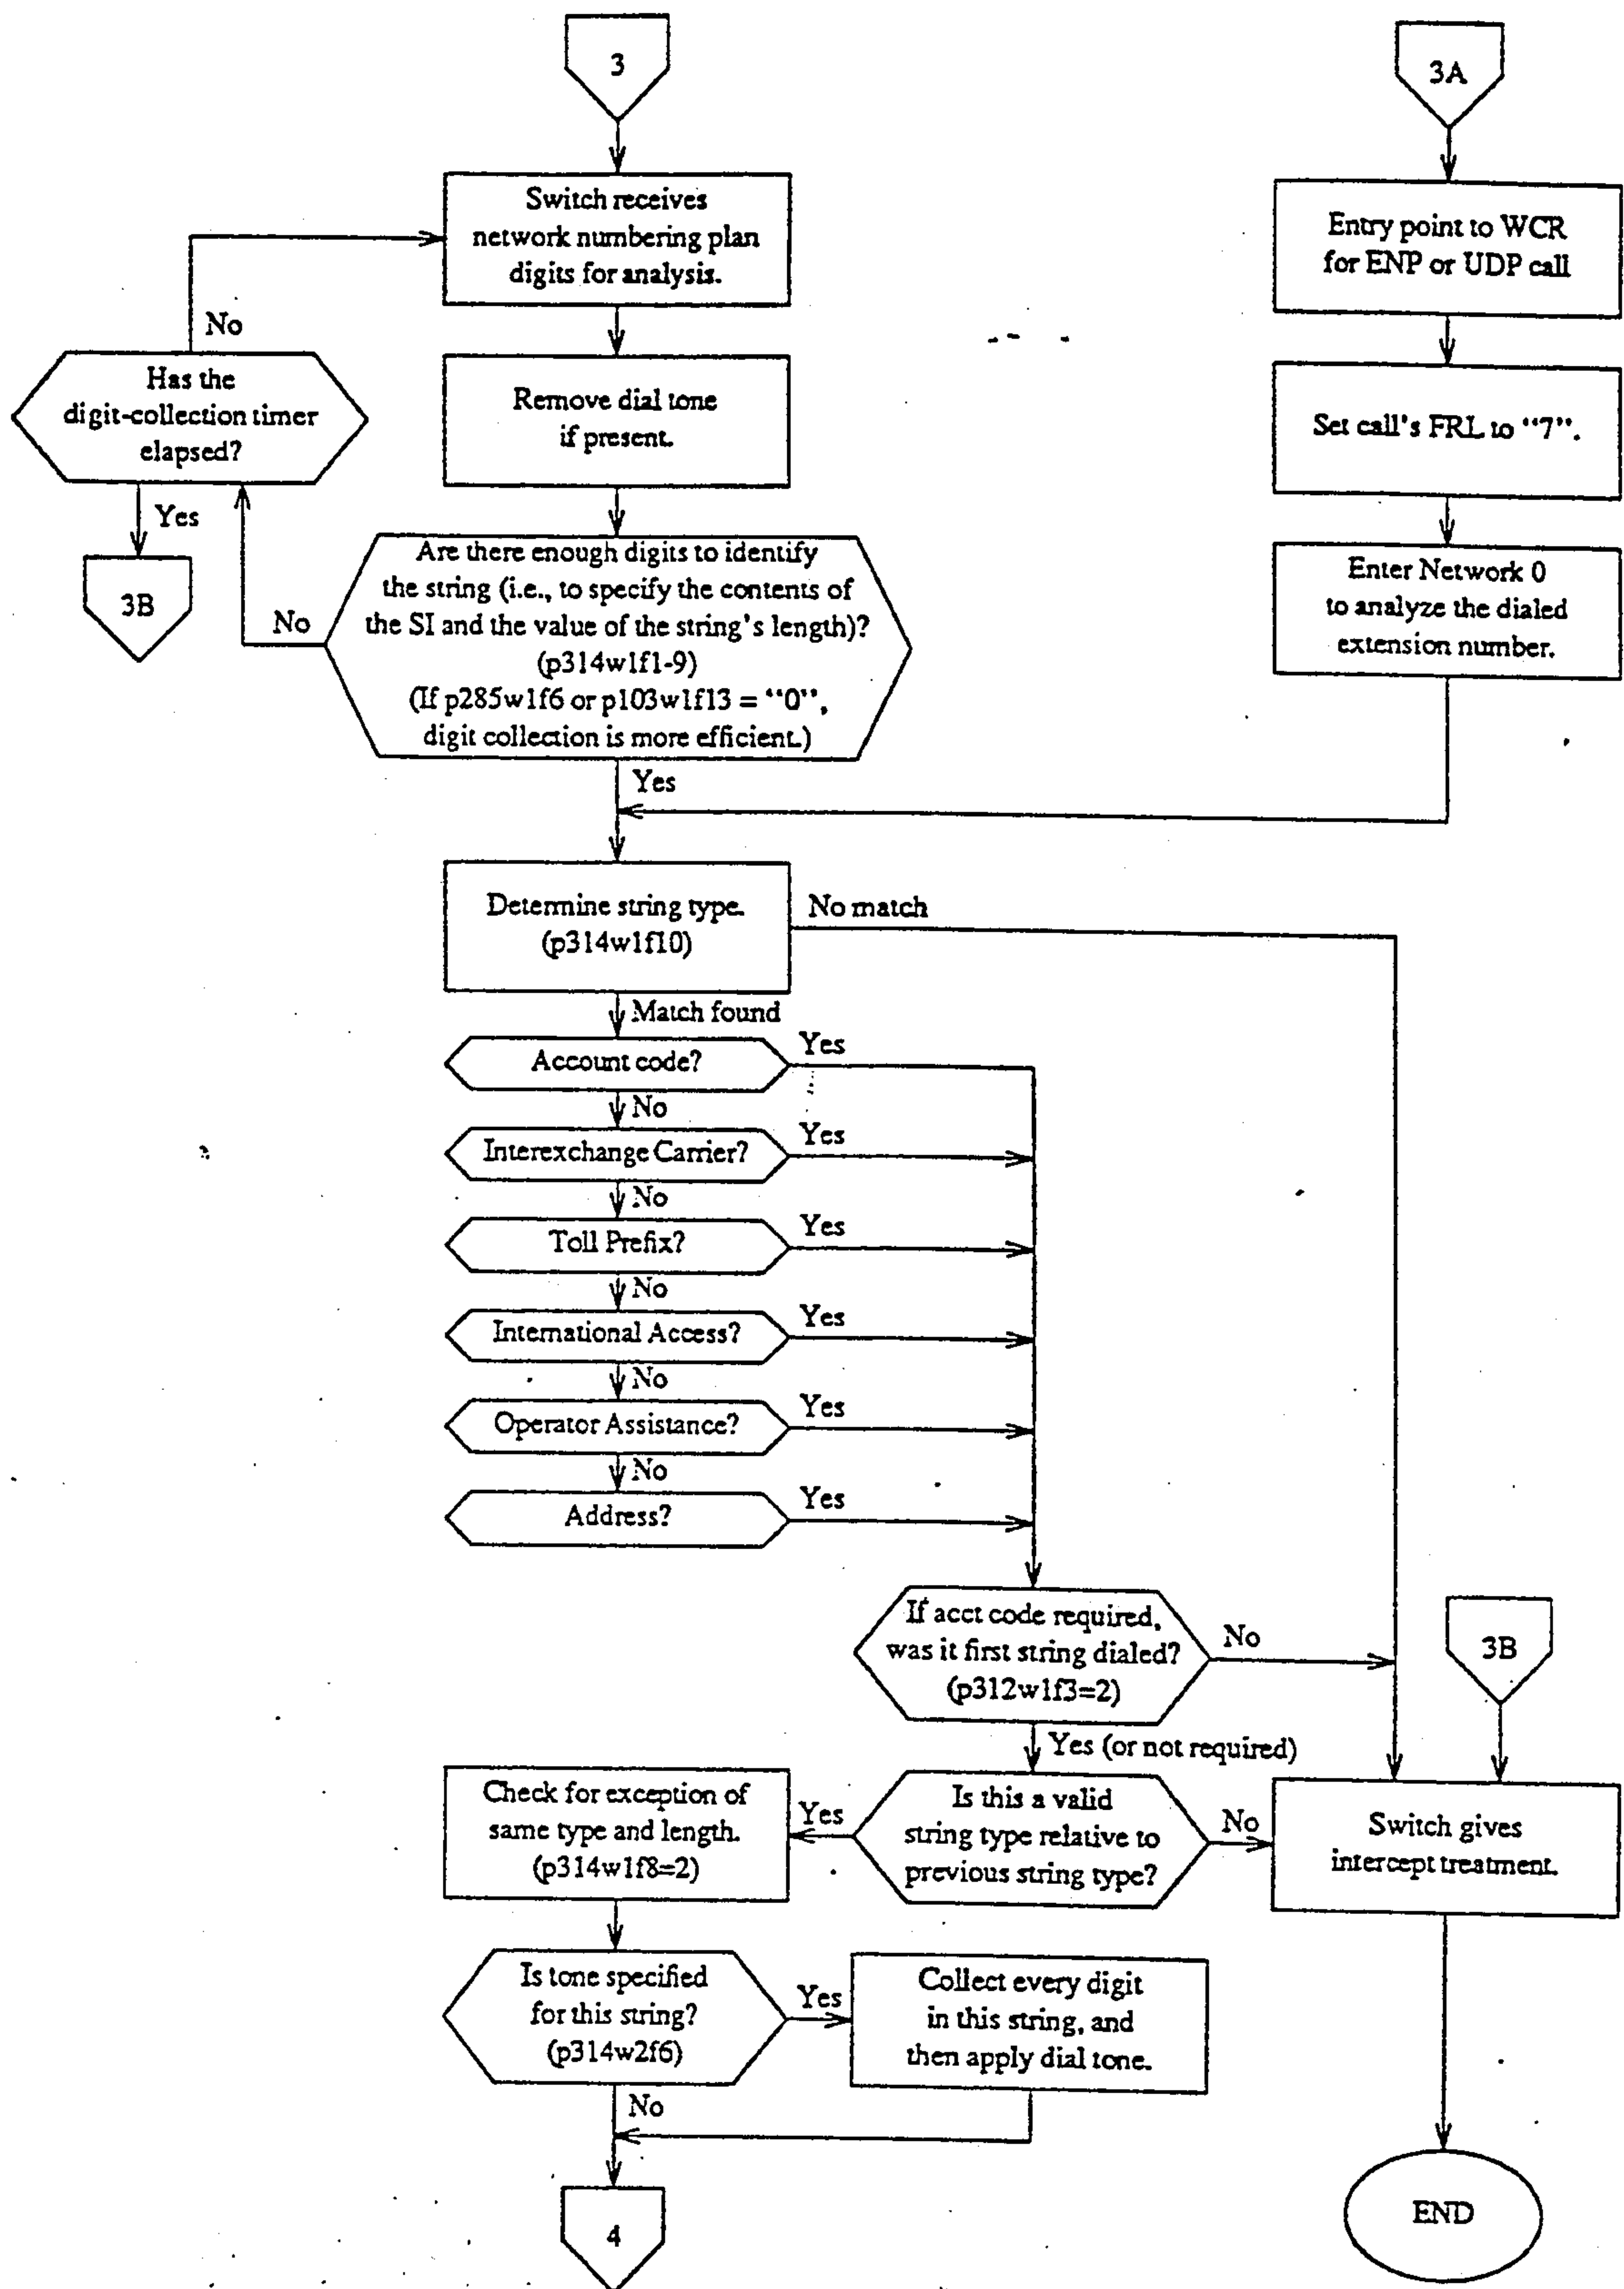 3
3A
Switch receives
network numbering plan
digits for analysis.
Entry point to WCR
for ENP or UDP call
No
Has the
digit-collection timer
elapsed?
Remove dial tone
if present.
Set call's FRL to "7".
Yes
3B
Are there enough digits to identify
the string (i.e., to specify the contents of
the SI and the value of the string's length)?
(p314w1f1-9)
(If p285w1f6 or p103w1f13 = "0",
digit collection is more efficient.)
No
Enter Network 0
to analyze the dialed
extension number.
Yes
Determine string type.
(p314w1f10)
No match
Match found
Account code?
Yes
No
Interexchange Carrier?
Yes
No
Toll Prefix?
Yes
No
International Access?
Yes
No
Operator Assistance?
Yes
No
Address?
Yes
If acct code required,
was it first string dialed?
(p312w1f3=2)
No
3B
Yes (or not required)
Check for exception of
same type and length.
(p314w1f8=2)
Yes
Is this a valid
string type relative to
previous string type?
No
Switch gives
intercept treatment.
Is tone specified
for this string?
(p314w2f6)
Yes
Collect every digit
in this string, and
then apply dial tone.
No
4
END